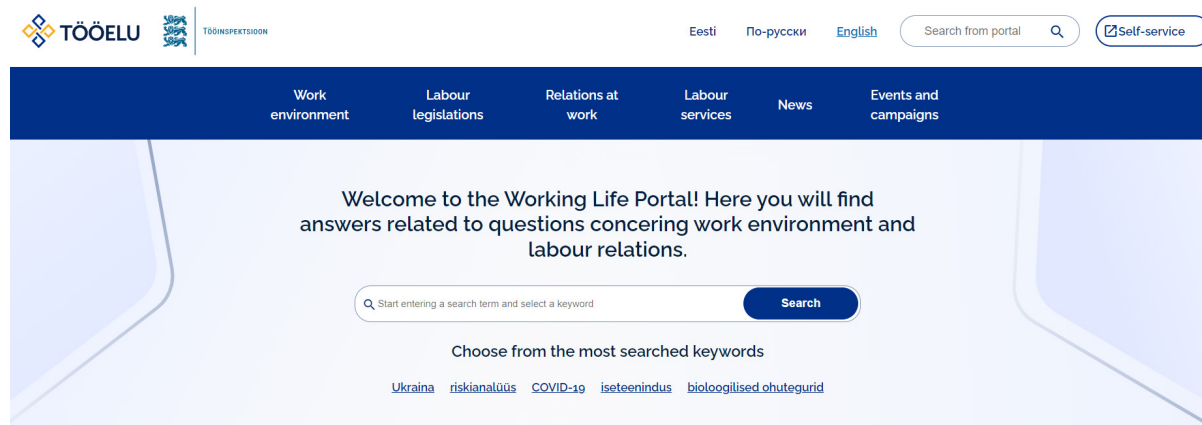 TÖÖELU
TÖÖINSPEKTSIOON
Eesti
По-русски
English
Search from portal
Self-service
Work
environment
Labour
legislations
Relations at
work
Labour
services
News
Events and
campaigns
Welcome to the Working Life Portal! Here you will find
answers related to questions concering work environment and
labour relations.
Start entering a search term and select a keyword
Search
Choose from the most searched keywords
Ukraina riskianalüüs COVID-19 iseteenindus bioloogilised ohutegurid